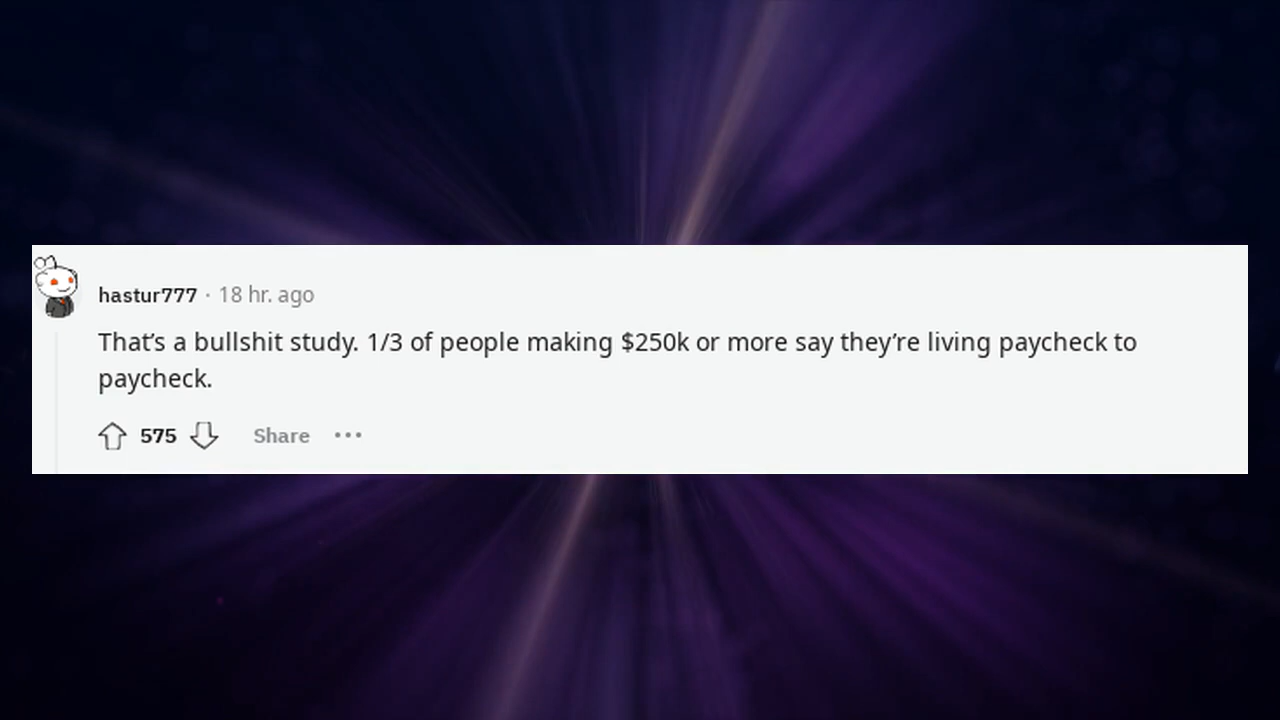 hastur777 · 18 hr. ago
That’s a bullshit study. 1/3 of people making $250k or more say they’re living paycheck to
paycheck.
575 Share ···